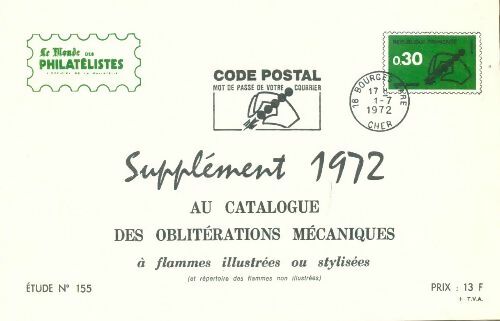 Le Monde DES
PHILATÉLISTES
CODE POSTAL
MOT DE PASSE DE VOTRE COURRIER
RÉPUBLIQUE FRANÇAISE
0,30
18 BOURGES GARE
17 H
1-7
1972
CHER
Supplément 1972
AU CATALOGUE
DES OBLITÉRATIONS MÉCANIQUES
à flammes illustrées ou stylisées
(et répertoire des flammes non illustrées)
ÉTUDE N° 155
PRIX : 13 F
T.V.A.